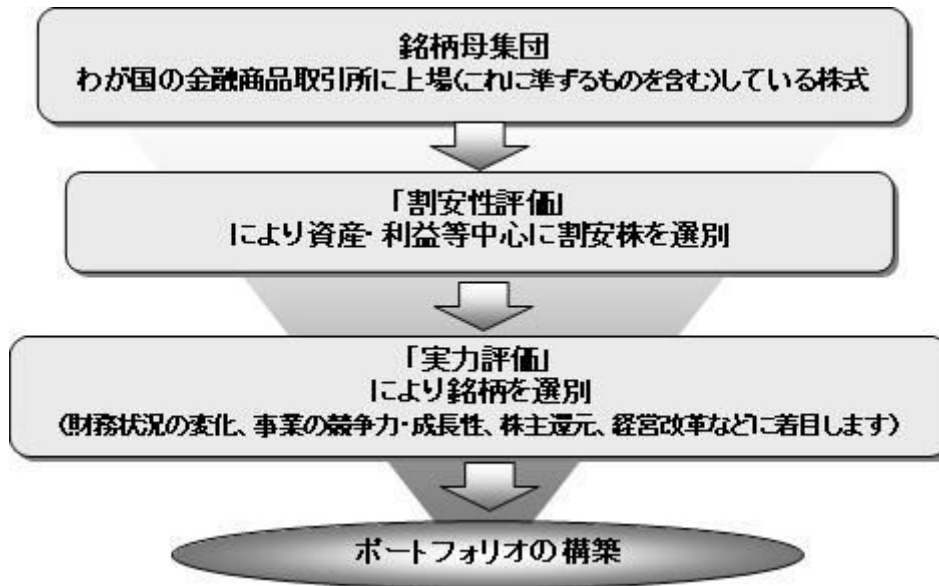 銘柄母集団
わが国の金融商品取引所に上場(これに準ずるものを含む)している株式
「割安性評価」
により資産・利益等中心に割安株を選別
「実力評価」
により銘柄を選別
(財務状況の変化、事業の競争力・成長性、株主還元、経営改革などに着目します)
ポートフォリオの構築